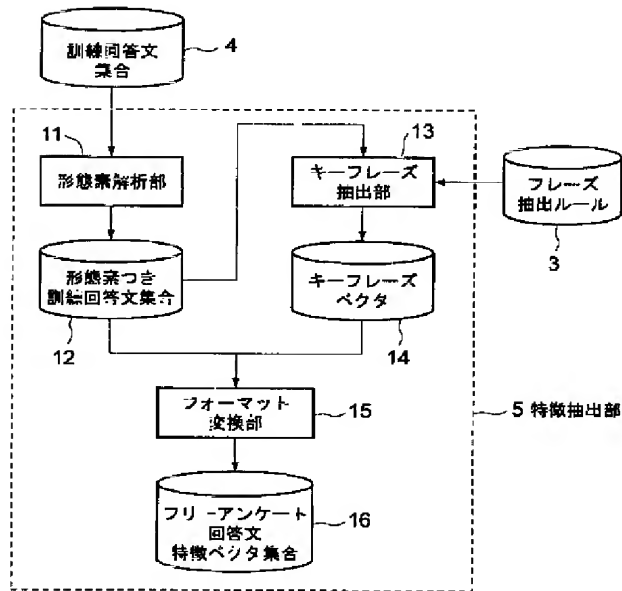 訓練回答文
集合
4
11
形態素解析部
13
キーフレーズ
抽出部
フレーズ
抽出ルール
3
形態素つき
訓練回答文集合
12
キーフレーズ
ベクタ
14
フォーマット
変換部
15
5 特徴抽出部
フリーアンケート
回答文
特徴ベクタ集合
16